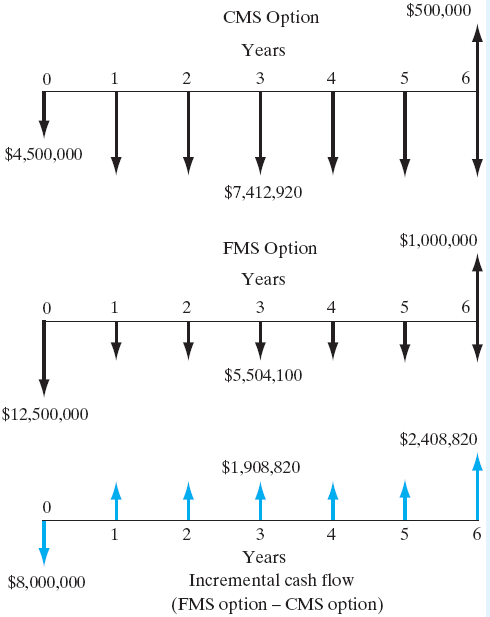 CMS Option
$500,000
Years
0 1 2 3 4 5 6
$4,500,000
$7,412,920
FMS Option
$1,000,000
Years
0 1 2 3 4 5 6
$5,504,100
$12,500,000
$2,408,820
$1,908,820
0
1 2 3 4 5 6
Years
$8,000,000
Incremental cash flow
(FMS option – CMS option)